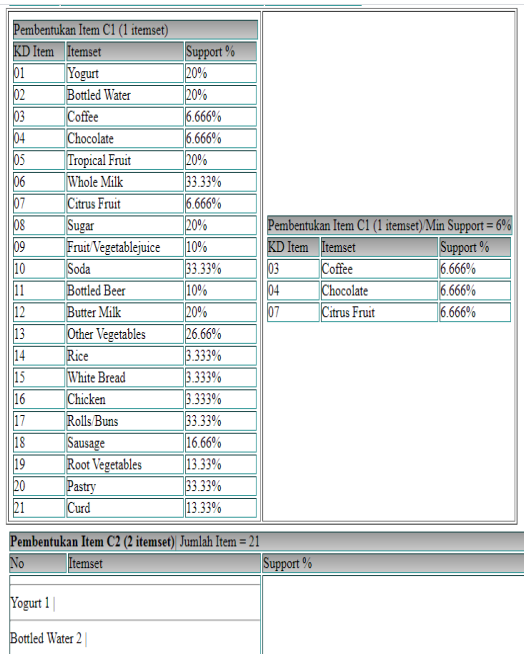 Pembentukan Item C1 (1 itemset)
KD Item Itemset Support %
01 Yogurt 20%
02 Bottled Water 20%
03 Coffee 6.666%
04 Chocolate 6.666%
05 Tropical Fruit 20%
06 Whole Milk 33.33%
07 Citrus Fruit 6.666%
08 Sugar 20%
09 Fruit/Vegetablejuice 10%
10 Soda 33.33%
11 Bottled Beer 10%
12 Butter Milk 20%
13 Other Vegetables 26.66%
14 Rice 3.333%
15 White Bread 3.333%
16 Chicken 3.333%
17 Rolls/Buns 33.33%
18 Sausage 16.66%
19 Root Vegetables 13.33%
20 Pastry 33.33%
21 Curd 13.33%
Pembentukan Item C1 (1 itemset)/Min Support = 6%
KD Item Itemset Support %
03 Coffee 6.666%
04 Chocolate 6.666%
07 Citrus Fruit 6.666%
Pembentukan Item C2 (2 itemset)| Jumlah Item = 21
No Itemset Support %
Yogurt 1 |
Bottled Water 2 |